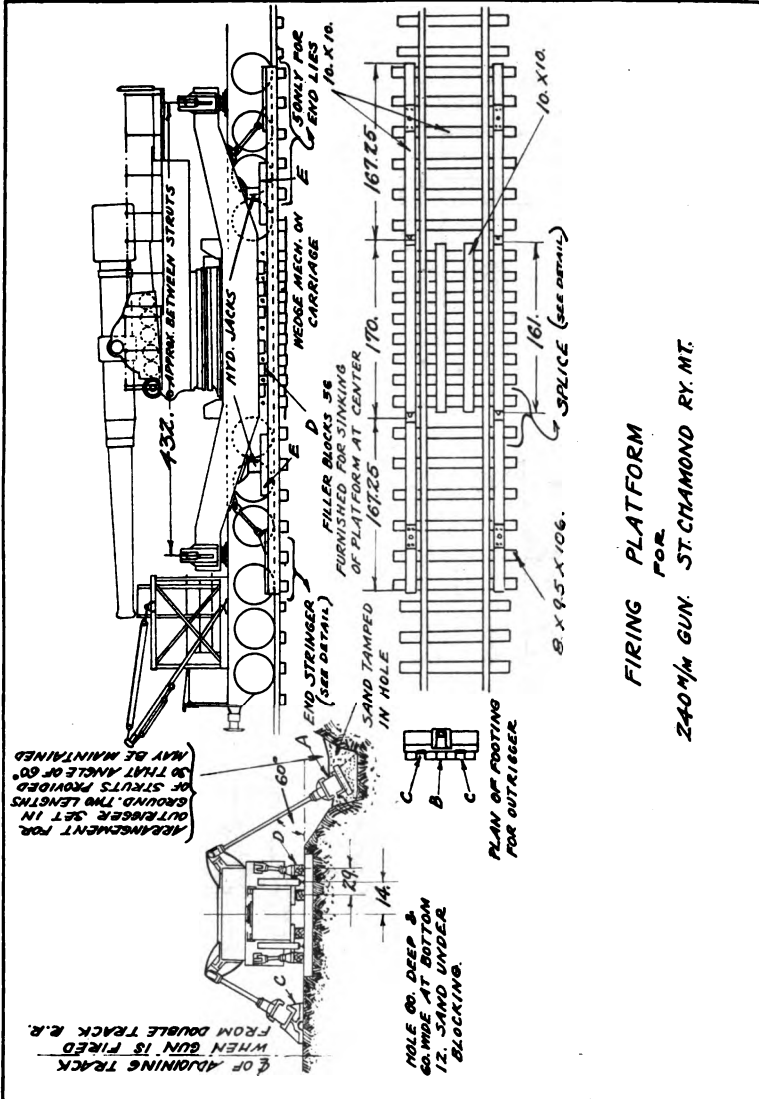 432. APPROX. BETWEEN STRUTS
HYD. JACKS
5 ONLY FOR
END LIES
10. X 10.
E
WEDGE MECH. ON
CARRIAGE
D
E
FILLER BLOCKS 56
FURNISHED FOR SINKING
OF PLATFORM AT CENTER
END STRINGER
(SEE DETAIL)
ARRANGEMENT FOR
OUTRIGGER SET IN
GROUND. TWO LENGTHS
OF STRUTS PROVIDED
SO THAT ANGLE OF 60°
MAY BE MAINTAINED
℄ OF ADJOINING TRACK
WHEN GUN IS FIRED
FROM DOUBLE TRACK R.R.
A
60°
SAND TAMPED
IN HOLE
D
C
29.
14.
HOLE 60. DEEP &
60. WIDE AT BOTTOM
12. SAND UNDER
BLOCKING.
C
B
C
PLAN OF FOOTING
FOR OUTRIGGER
167.25
170.
167.25
10. X 10.
161.
SPLICE (SEE DETAIL)
8. X 9.5 X 106.
FIRING PLATFORM
FOR
240 M/M GUN. ST. CHAMOND RY. MT.